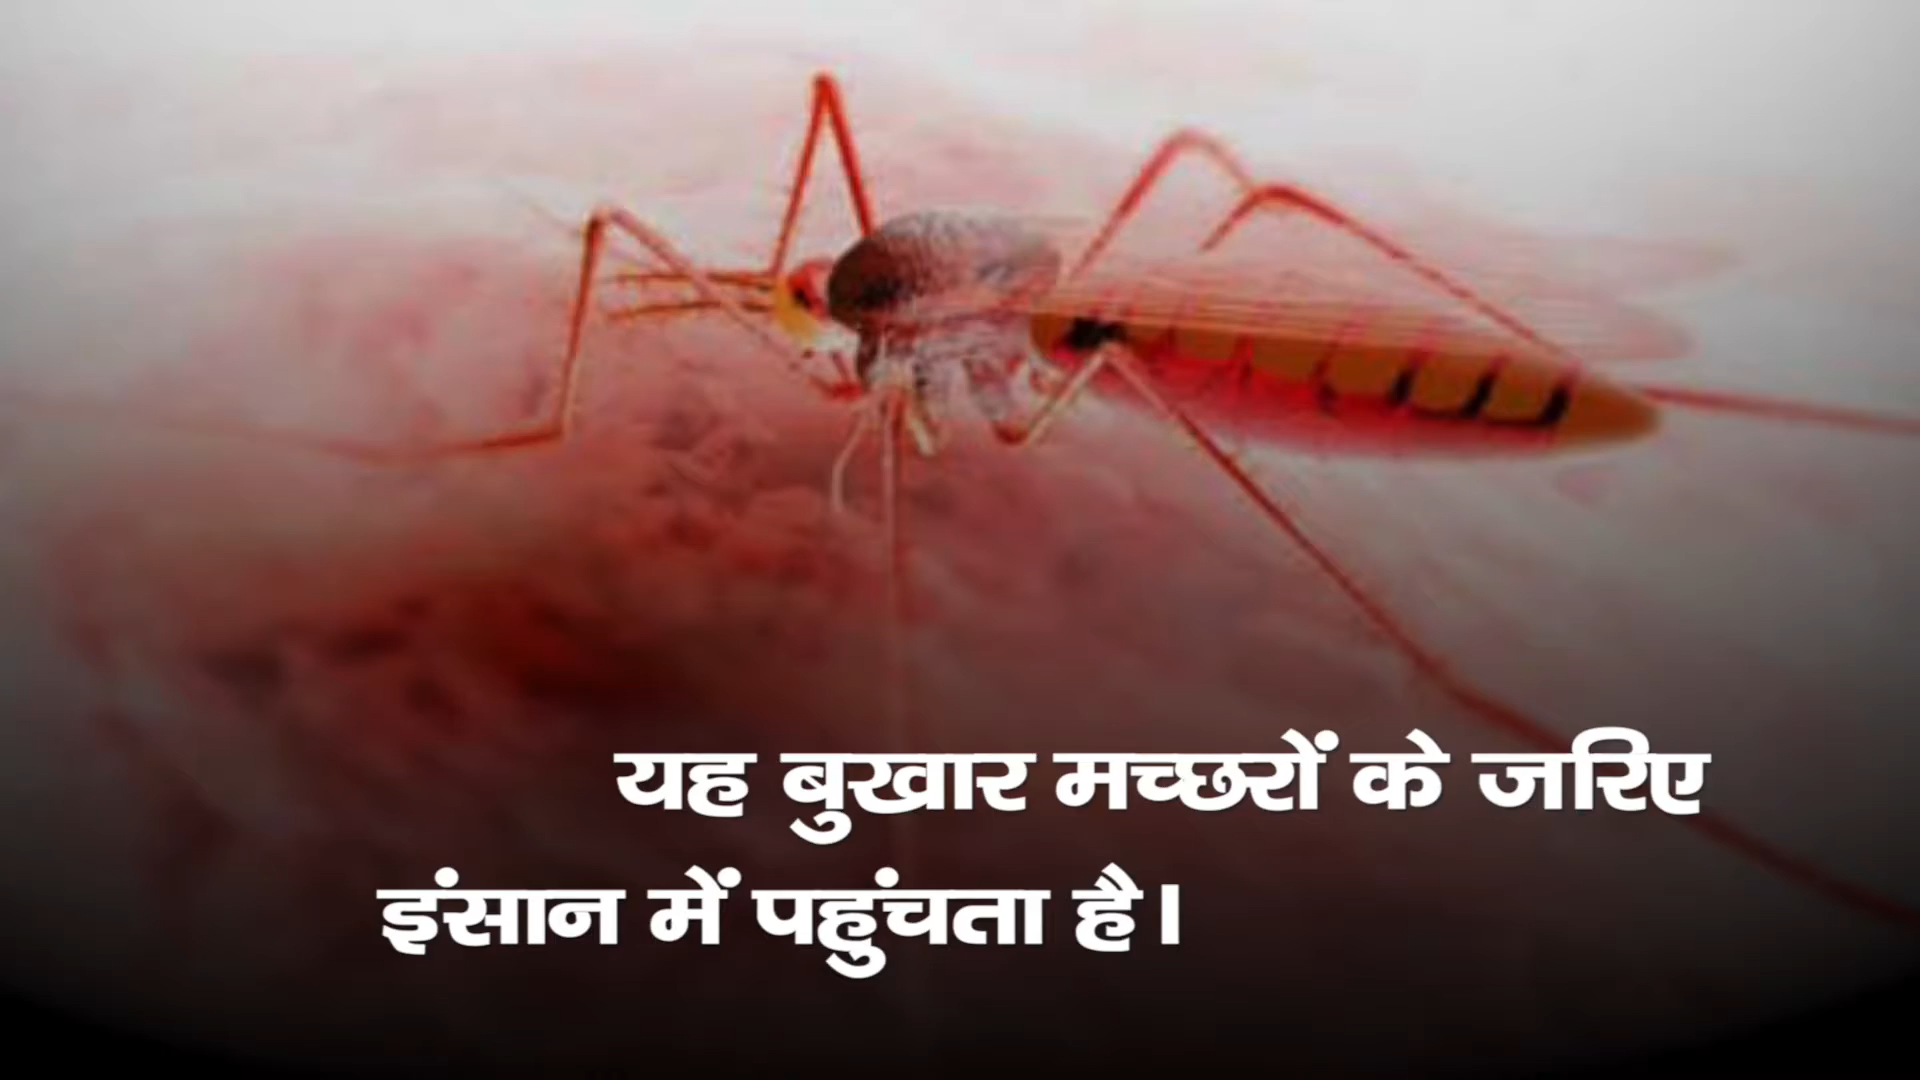 यह बुखार मच्छरों के जरिए
इंसान में पहुंचता है।